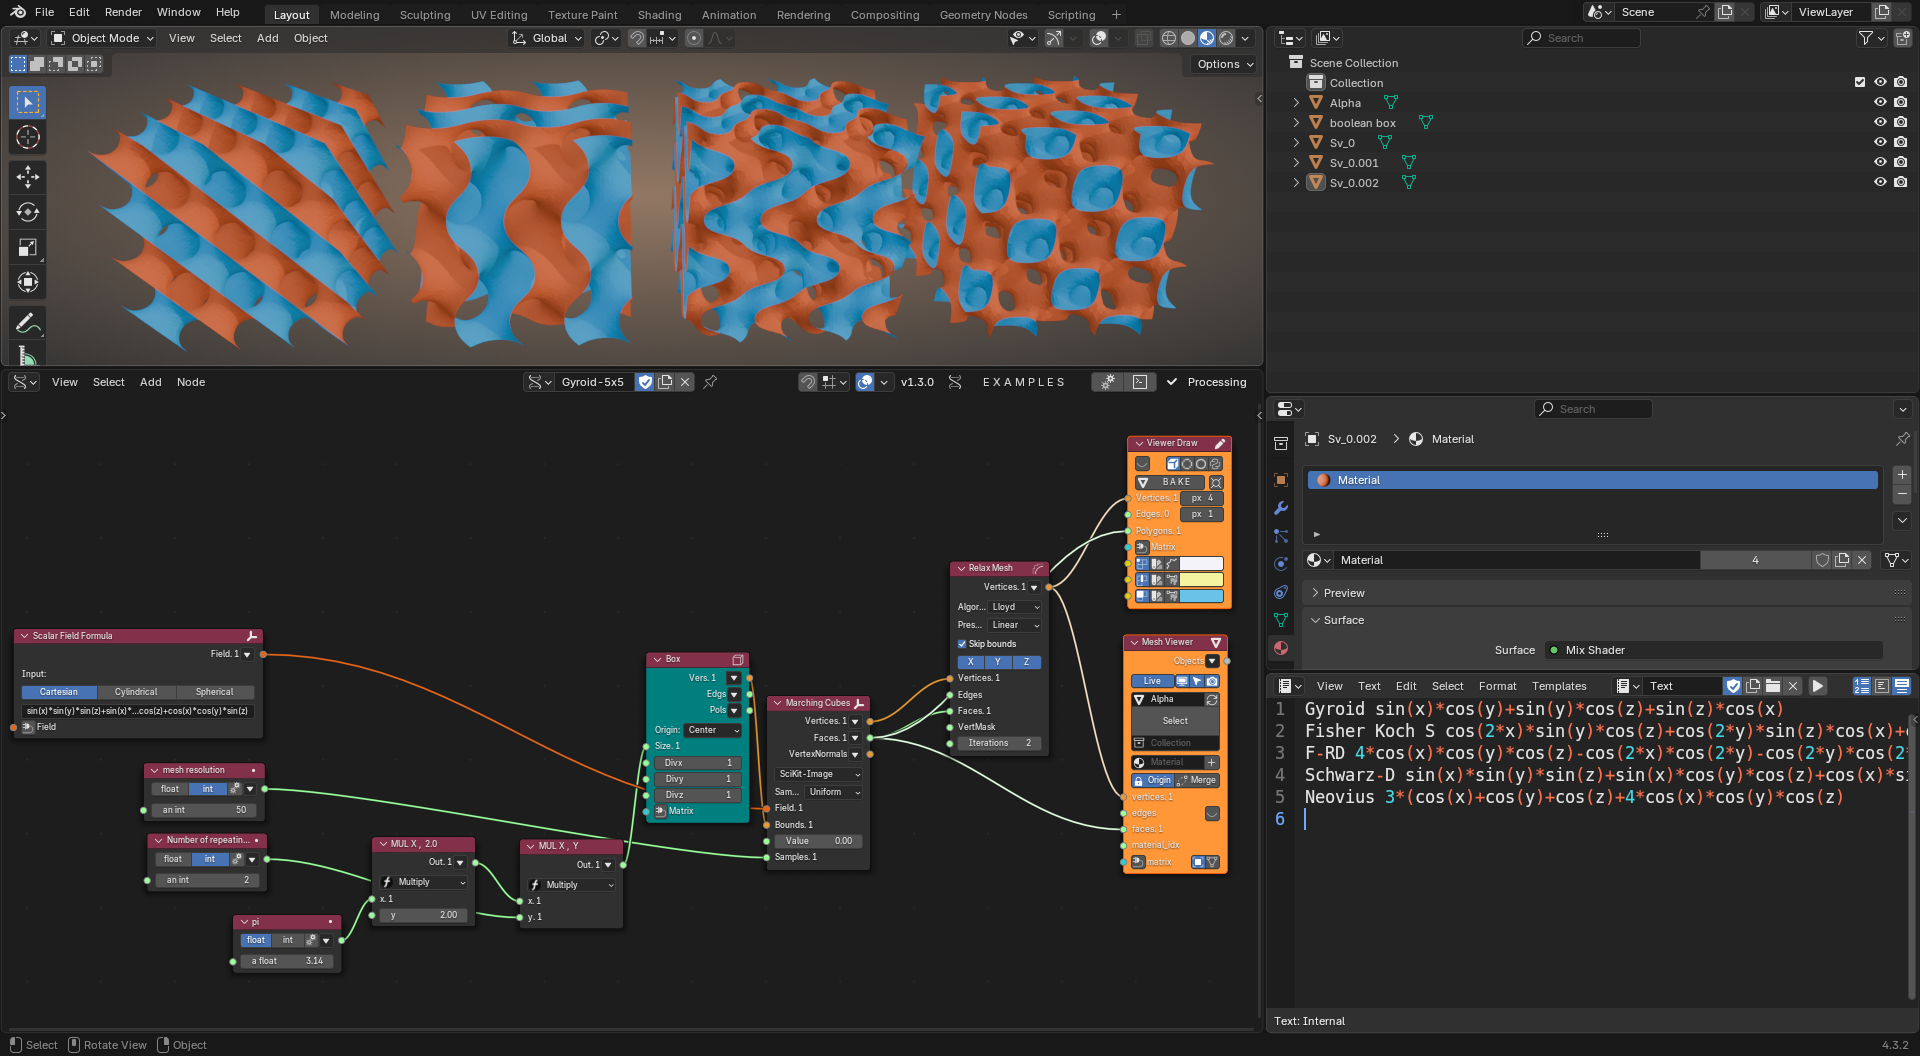 File Edit Render Window Help Layout Modeling Sculpting UV Editing Texture Paint Shading Animation Rendering Compositing Geometry Nodes Scripting + Scene ViewLayer
Object Mode View Select Add Object Global
Options
Search
Scene Collection
Collection
Alpha
boolean box
Sv_0
Sv_0.001
Sv_0.002
View Select Add Node Gyroid-5x5 v1.3.0 EXAMPLES Processing
Scalar Field Formula
Field. 1
Input:
Cartesian Cylindrical Spherical
sin(x)*sin(y)*sin(z)+sin(x)*...cos(z)+cos(x)*cos(y)*sin(z)
Field
mesh resolution
float int
an int 50
Number of repeatin...
float int
an int 2
pi
float int
a float 3.14
MUL X , 2.0
Out. 1
Multiply
x. 1
y 2.00
MUL X , Y
Out. 1
Multiply
x. 1
y. 1
Box
Vers. 1
Edgs
Pols
Origin: Center
Size. 1
Divx 1
Divy 1
Divz 1
Matrix
Marching Cubes
Vertices. 1
Faces. 1
VertexNormals
SciKit-Image
Sam... Uniform
Field. 1
Bounds. 1
Value 0.00
Samples. 1
Relax Mesh
Vertices. 1
Algor... Lloyd
Pres... Linear
Skip bounds
X Y Z
Vertices. 1
Edges
Faces. 1
VertMask
Iterations 2
Viewer Draw
BAKE
Vertices. 1 px 4
Edges. 0 px 1
Polygons. 1
Matrix
Mesh Viewer
Objects
Live
Alpha
Select
Collection
Material +
Origin Merge
vertices. 1
edges
faces. 1
material_idx
matrix
Search
Sv_0.002 > Material
Material
Material 4
Preview
Surface
Surface Mix Shader
View Text Edit Select Format Templates Text
1 Gyroid sin(x)*cos(y)+sin(y)*cos(z)+sin(z)*cos(x)
2 Fisher Koch S cos(2*x)*sin(y)*cos(z)+cos(2*y)*sin(z)*cos(x)+
3 F-RD 4*cos(x)*cos(y)*cos(z)-cos(2*x)*cos(2*y)-cos(2*y)*cos(2
4 Schwarz-D sin(x)*sin(y)*sin(z)+sin(x)*cos(y)*cos(z)+cos(x)*s
5 Neovius 3*(cos(x)+cos(y)+cos(z)+4*cos(x)*cos(y)*cos(z)
6
Text: Internal
Select Rotate View Object 4.3.2